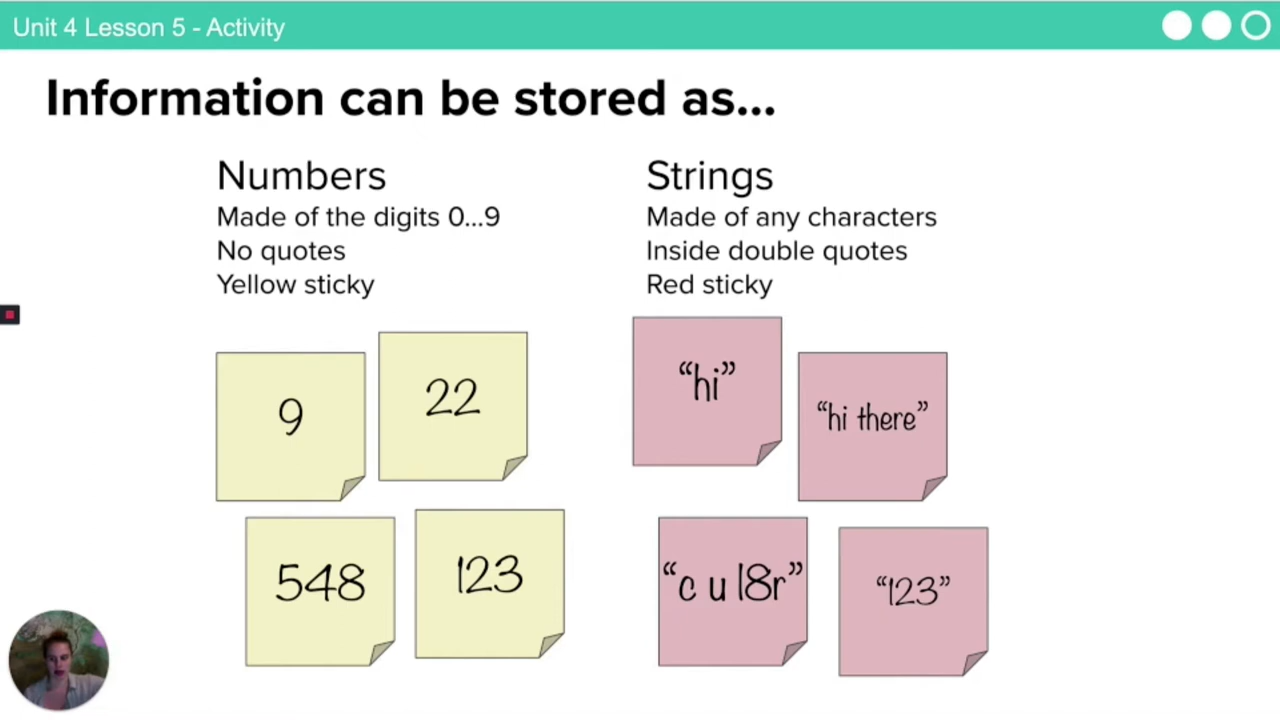 Unit 4 Lesson 5 - Activity
Information can be stored as...
Numbers
Made of the digits 0...9
No quotes
Yellow sticky
9
22
548
123
Strings
Made of any characters
Inside double quotes
Red sticky
“hi”
“hi there”
“c u l8r”
“123”